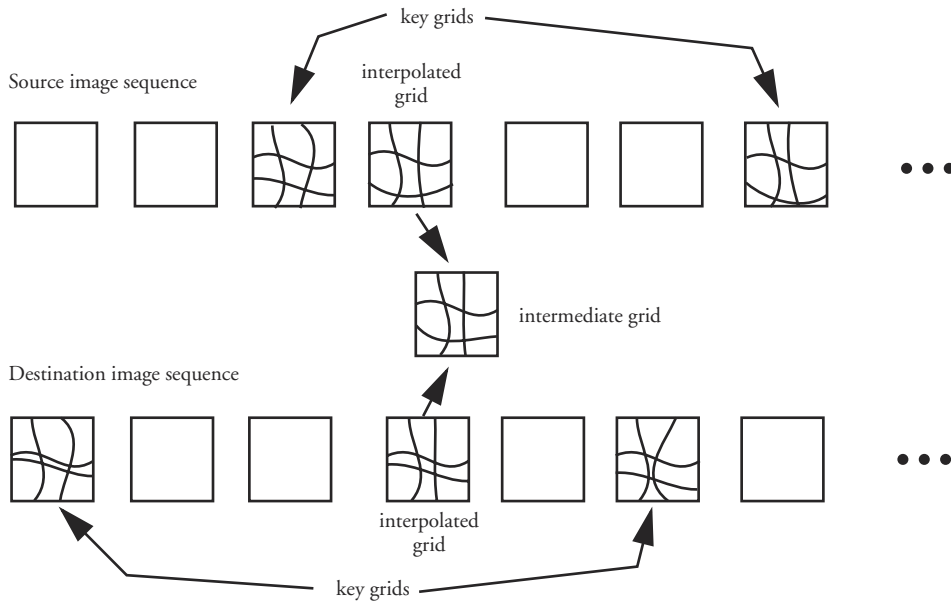 key grids
Source image sequence
interpolated
grid
intermediate grid
Destination image sequence
interpolated
grid
key grids